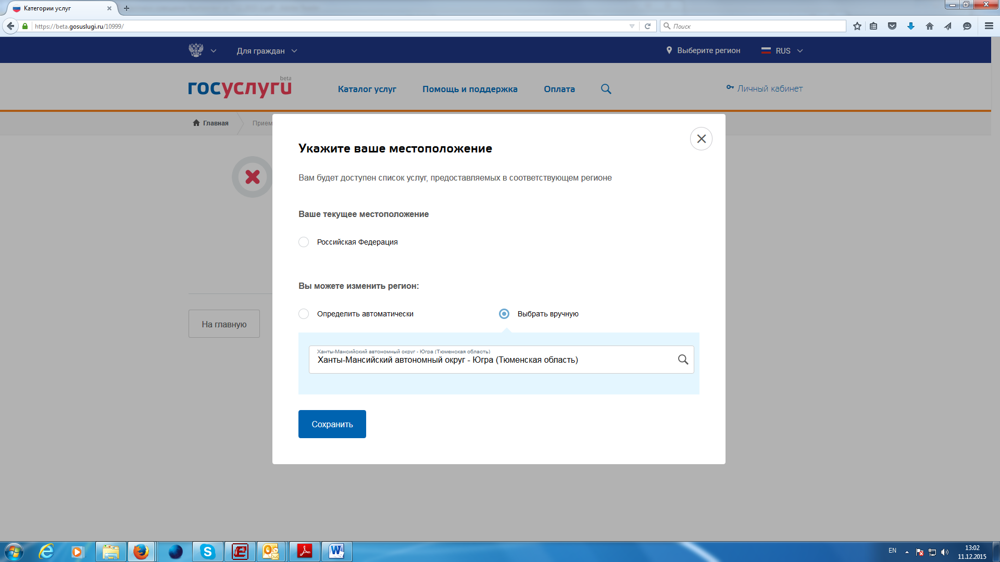 Категории услуг
https://beta.gosuslugi.ru/10999/
Поиск
Для граждан
Выберите регион
RUS
beta
госуслуги
Каталог услуг
Помощь и поддержка
Оплата
Личный кабинет
Главная
Прием
Укажите ваше местоположение
Вам будет доступен список услуг, предоставляемых в соответствующем регионе
Ваше текущее местоположение
Российская Федерация
Вы можете изменить регион:
Определить автоматически
Выбрать вручную
Ханты-Мансийский автономный округ - Югра (Тюменская область)
Ханты-Мансийский автономный округ - Югра (Тюменская область)
На главную
Сохранить
EN
13:02
11.12.2015